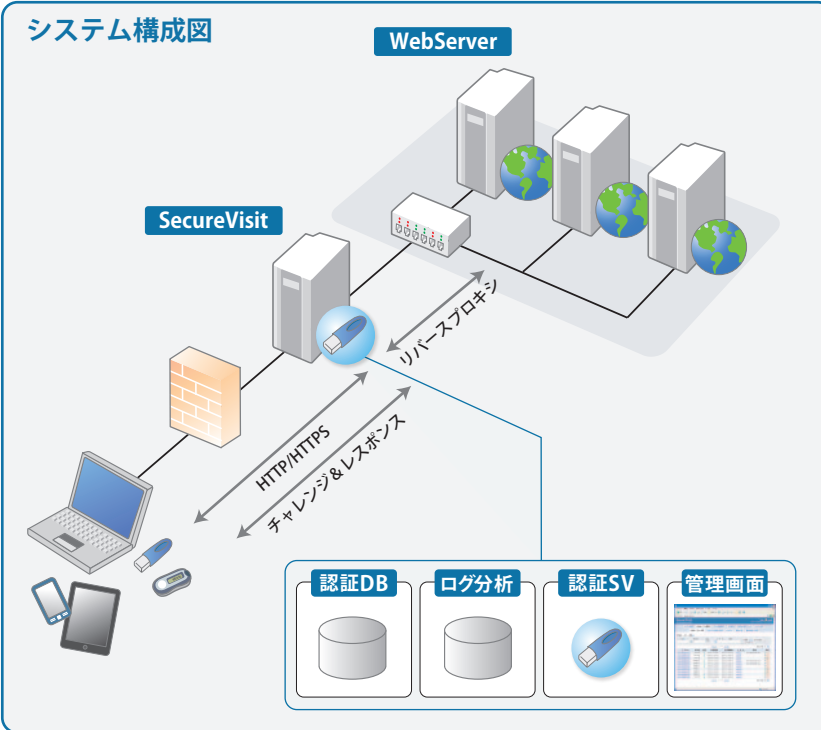 システム構成図
WebServer
SecureVisit
リバースプロキシ
HTTP/HTTPS
チャレンジ&レスポンス
認証DB
ログ分析
認証SV
管理画面